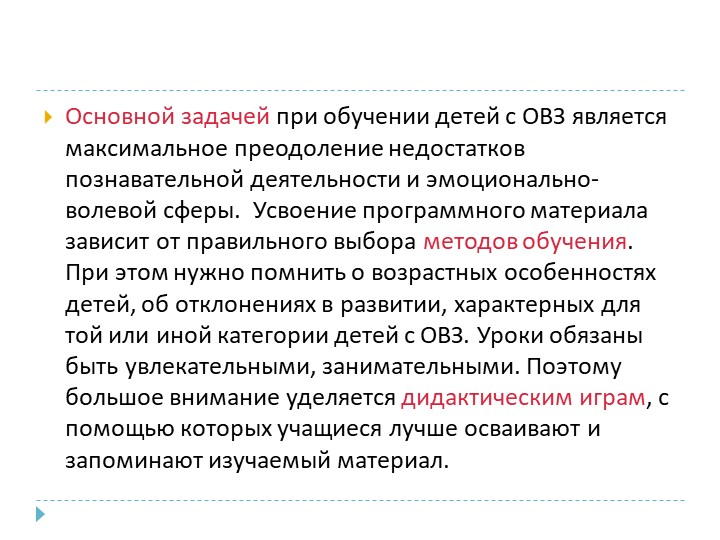 Основной задачей при обучении детей с ОВЗ является
максимальное преодоление недостатков
познавательной деятельности и эмоционально-
волевой сферы.  Усвоение программного материала
зависит от правильного выбора методов обучения.
При этом нужно помнить о возрастных особенностях
детей, об отклонениях в развитии, характерных для
той или иной категории детей с ОВЗ. Уроки обязаны
быть увлекательными, занимательными. Поэтому
большое внимание уделяется дидактическим играм, с
помощью которых учащиеся лучше осваивают и
запоминают изучаемый материал.